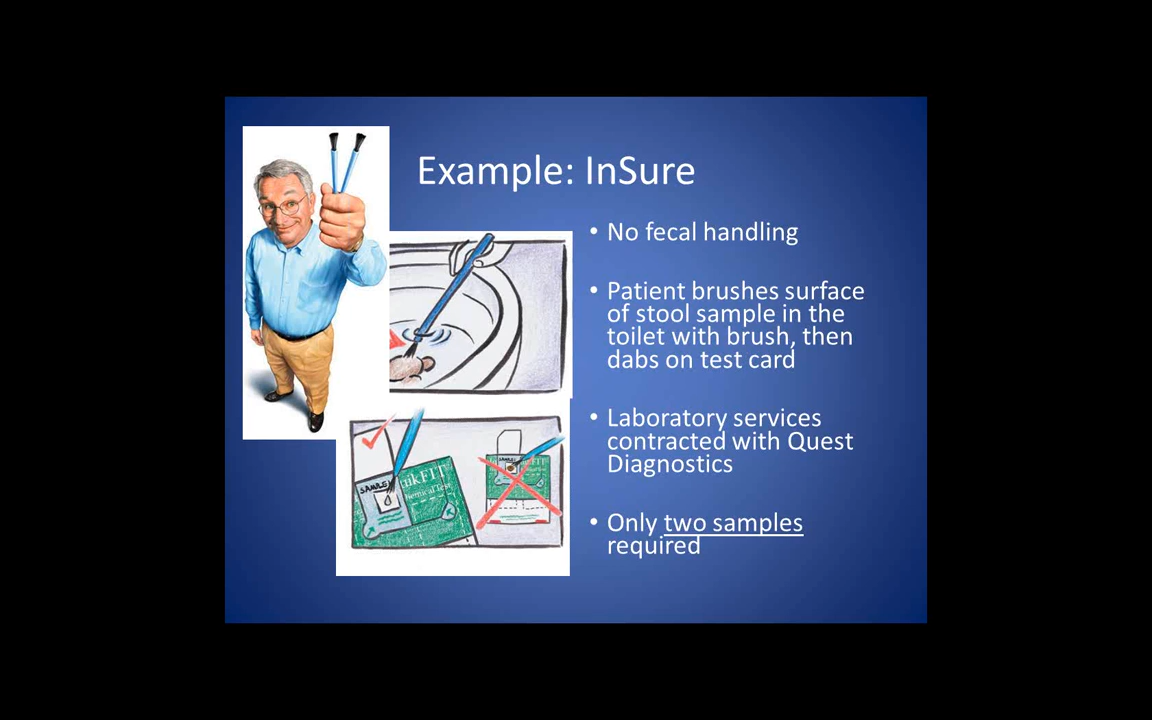 Example: InSure
• No fecal handling
• Patient brushes surface
of stool sample in the
toilet with brush, then
dabs on test card
• Laboratory services
contracted with Quest
Diagnostics
• Only two samples
required
SAMPLE